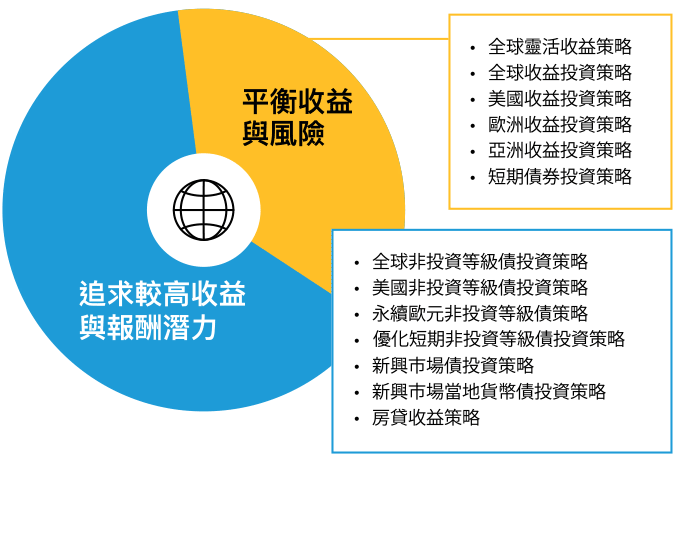 平衡收益
與風險
• 全球靈活收益策略
• 全球收益投資策略
• 美國收益投資策略
• 歐洲收益投資策略
• 亞洲收益投資策略
• 短期債券投資策略
追求較高收益
與報酬潛力
• 全球非投資等級債投資策略
• 美國非投資等級債投資策略
• 永續歐元非投資等級債策略
• 優化短期非投資等級債投資策略
• 新興市場債投資策略
• 新興市場當地貨幣債投資策略
• 房貸收益策略